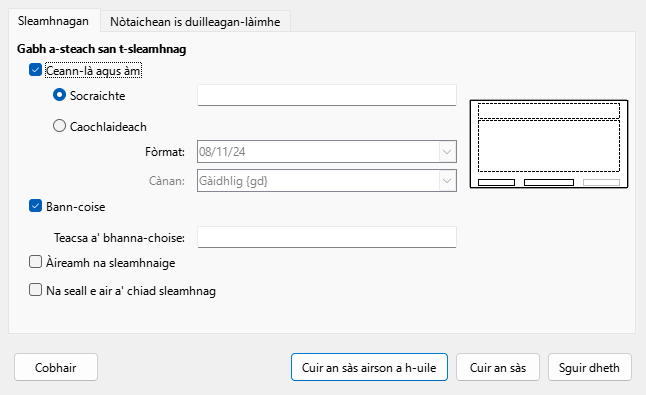 Sleamhnagan
Nòtaichean is duilleagan-làimhe
Gabh a-steach san t-sleamhnag
Ceann-là agus àm
Socraichte
Caochlaideach
Fòrmat: 08/11/24
Cànan: Gàidhlig {gd}
Bann-coise
Teacsa a' bhanna-choise:
Àireamh na sleamhnaige
Na seall e air a' chiad sleamhnag
Cobhair
Cuir an sàs airson a h-uile
Cuir an sàs
Sguir dheth